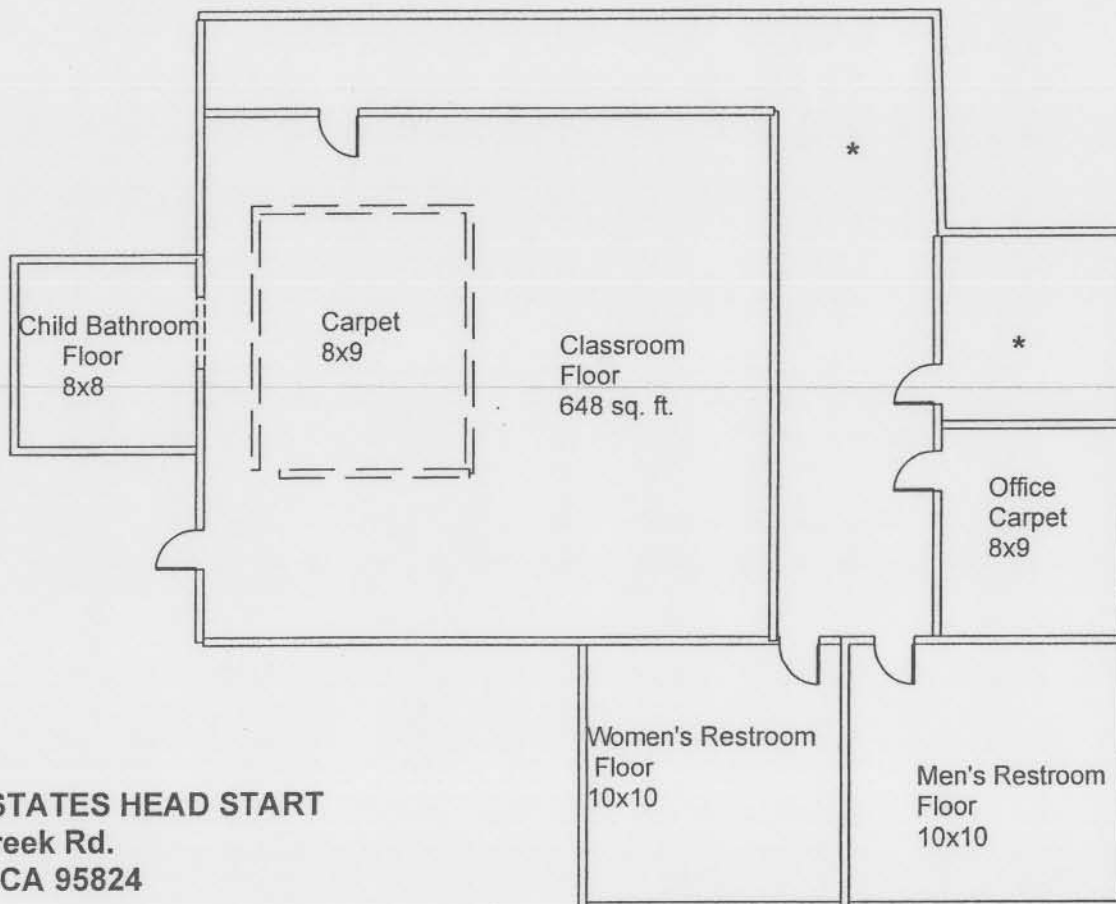 *
Child Bathroom
Floor
8x8
Carpet
8x9
Classroom
Floor
648 sq. ft.
*
Office
Carpet
8x9
Women's Restroom
Floor
10x10
Men's Restroom
Floor
10x10
STATES HEAD START
reek Rd.
CA 95824